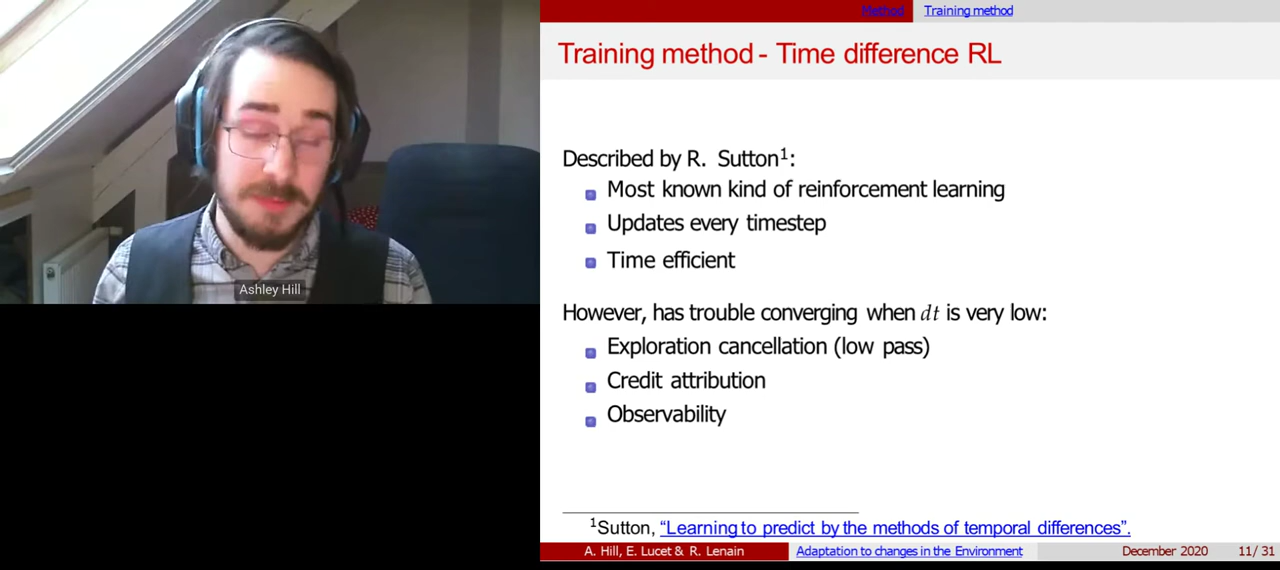 Method Training method
Training method - Time difference RL
Described by R. Sutton¹:
Most known kind of reinforcement learning
Updates every timestep
Time efficient
However, has trouble converging when dt is very low:
Exploration cancellation (low pass)
Credit attribution
Observability
Ashley Hill
¹Sutton, “Learning to predict by the methods of temporal differences”.
A. Hill, E. Lucet & R. Lenain Adaptation to changes in the Environment December 2020 11/ 31